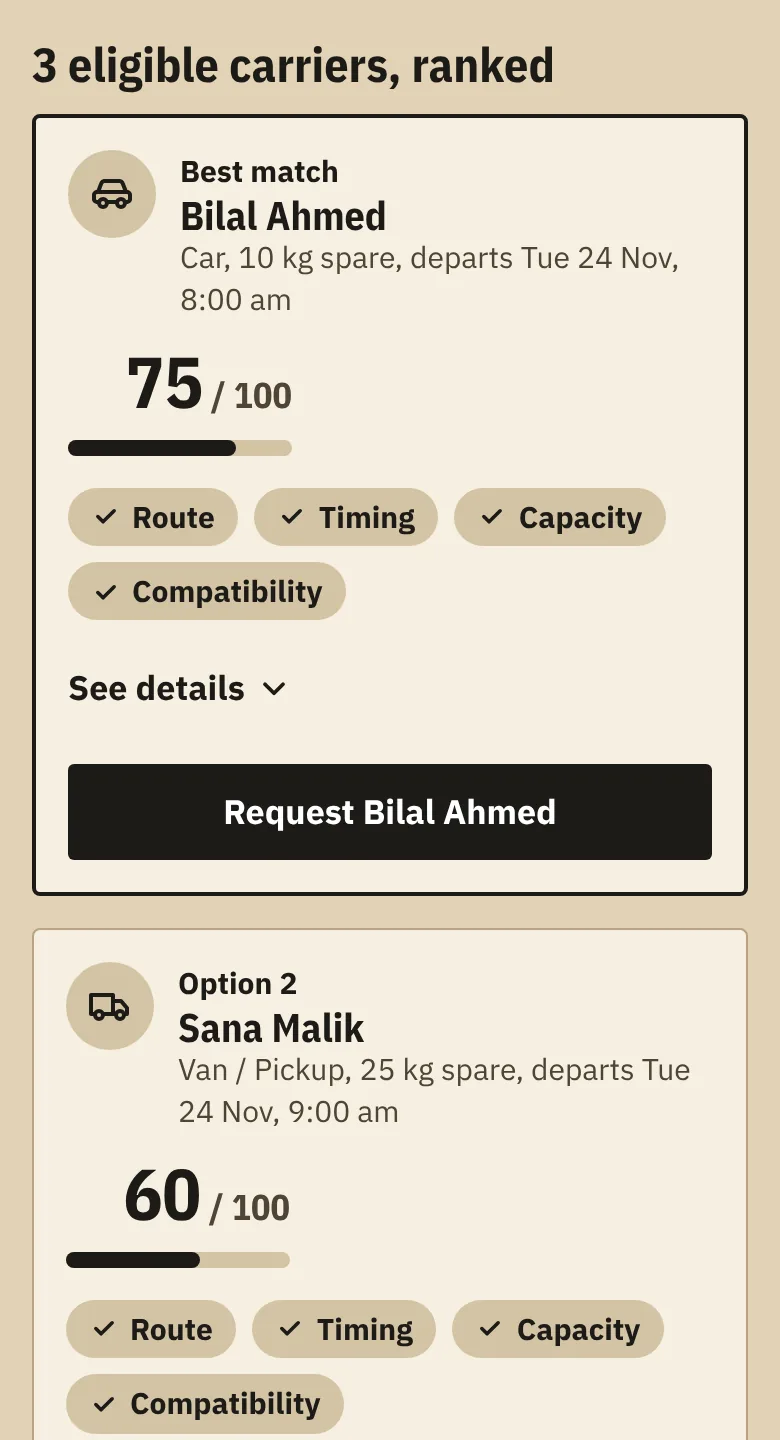 3 eligible carriers, ranked
Best match
Bilal Ahmed
Car, 10 kg spare, departs Tue 24 Nov,
8:00 am
75 / 100
Route
Timing
Capacity
Compatibility
See details
Request Bilal Ahmed
Option 2
Sana Malik
Van / Pickup, 25 kg spare, departs Tue
24 Nov, 9:00 am
60 / 100
Route
Timing
Capacity
Compatibility